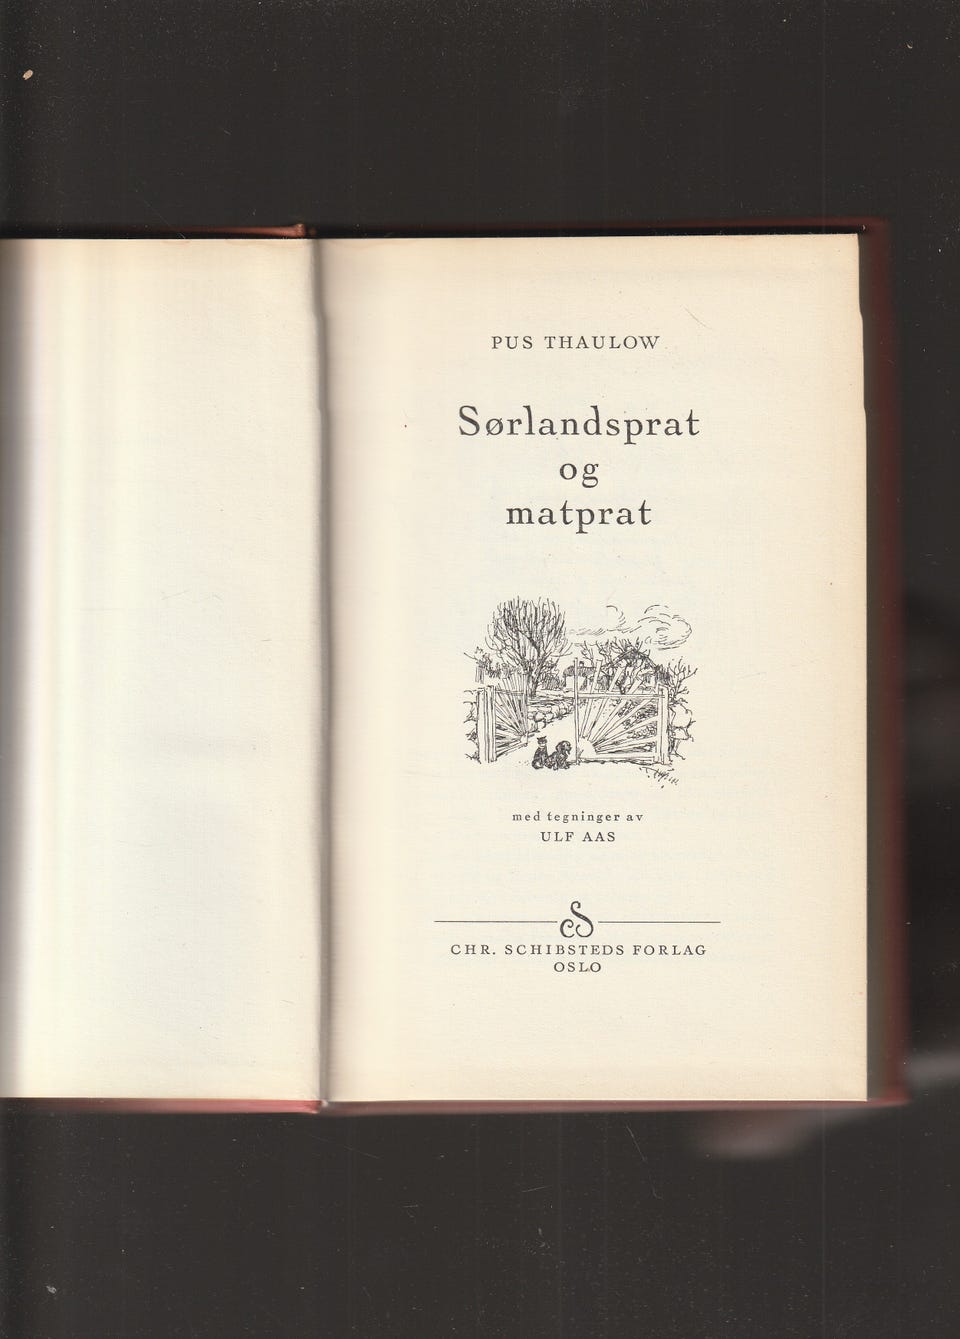 PUS THAULOW
Sørlandsprat
og
matprat
med tegninger av
ULF AAS
CHR. SCHIBSTEDS FORLAG
OSLO